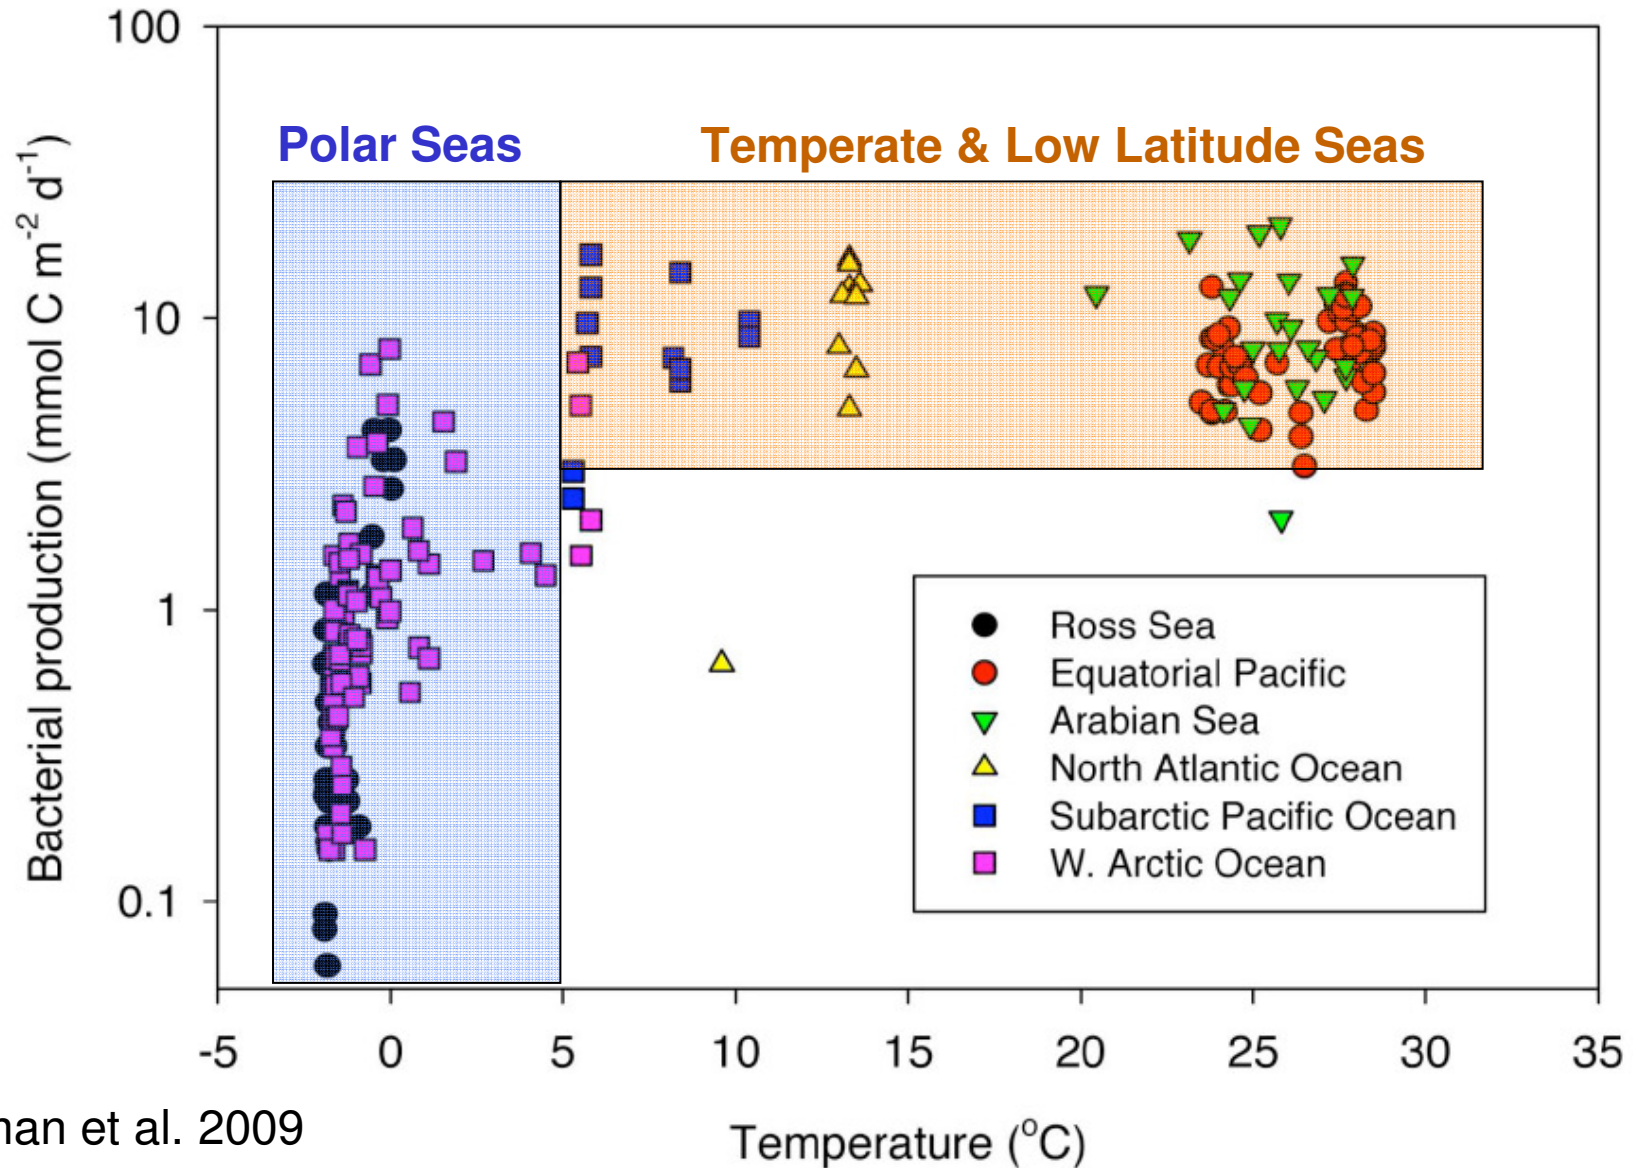 100
Polar Seas
Temperate & Low Latitude Seas
Bacterial production (mmol C m-2 d-1)
10
1
0.1
Ross Sea
Equatorial Pacific
Arabian Sea
North Atlantic Ocean
Subarctic Pacific Ocean
W. Arctic Ocean
-5 0 5 10 15 20 25 30 35
et al. 2009
Temperature (oC)